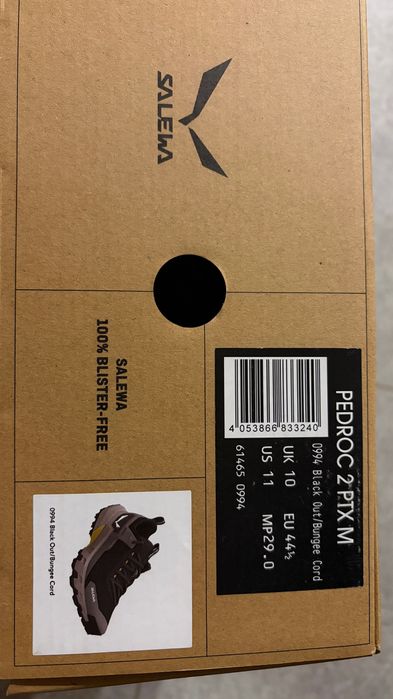 SALEWA
SALEWA
100% BLISTER-FREE
PEDROC 2 PTX M
0994 Black Out/Bungee Cord
4 053866 833240
UK 10 EU 44½
US 11 MP29.0
61465 0994
SALEWA
0994 Black Out/Bungee Cord